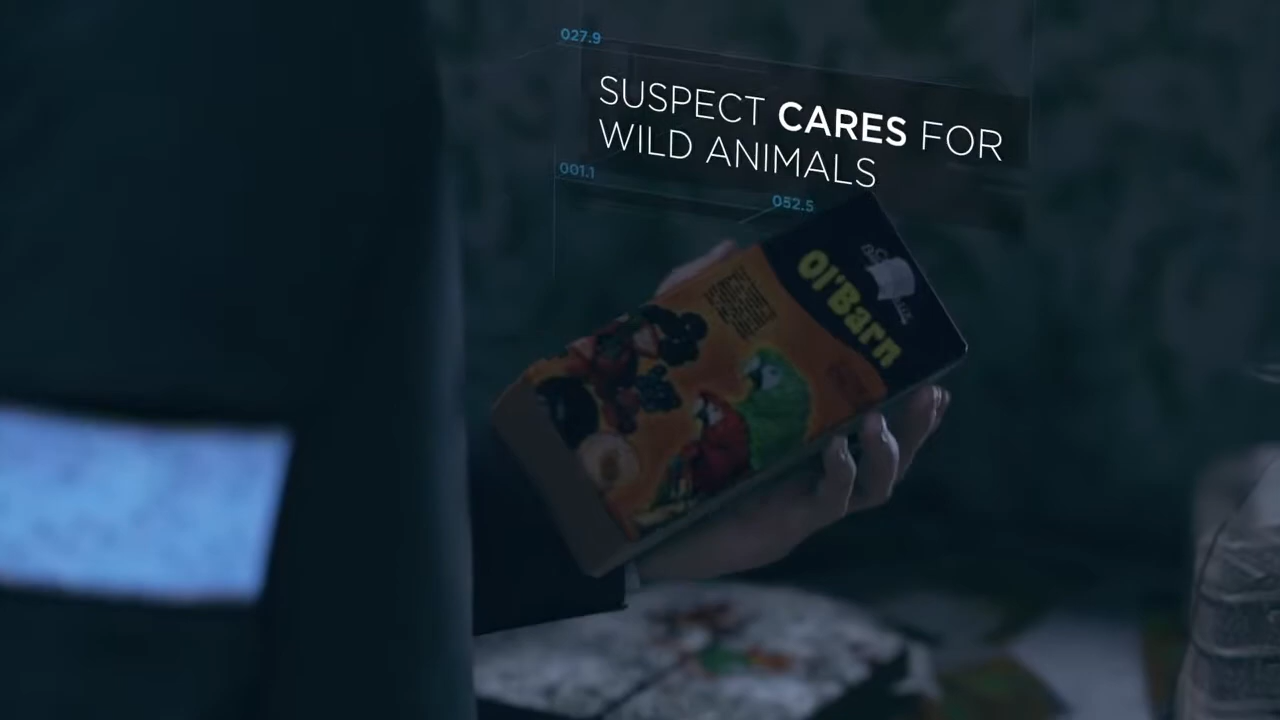 027.9
SUSPECT CARES FOR
WILD ANIMALS
001.1
052.5
Ol'Barn